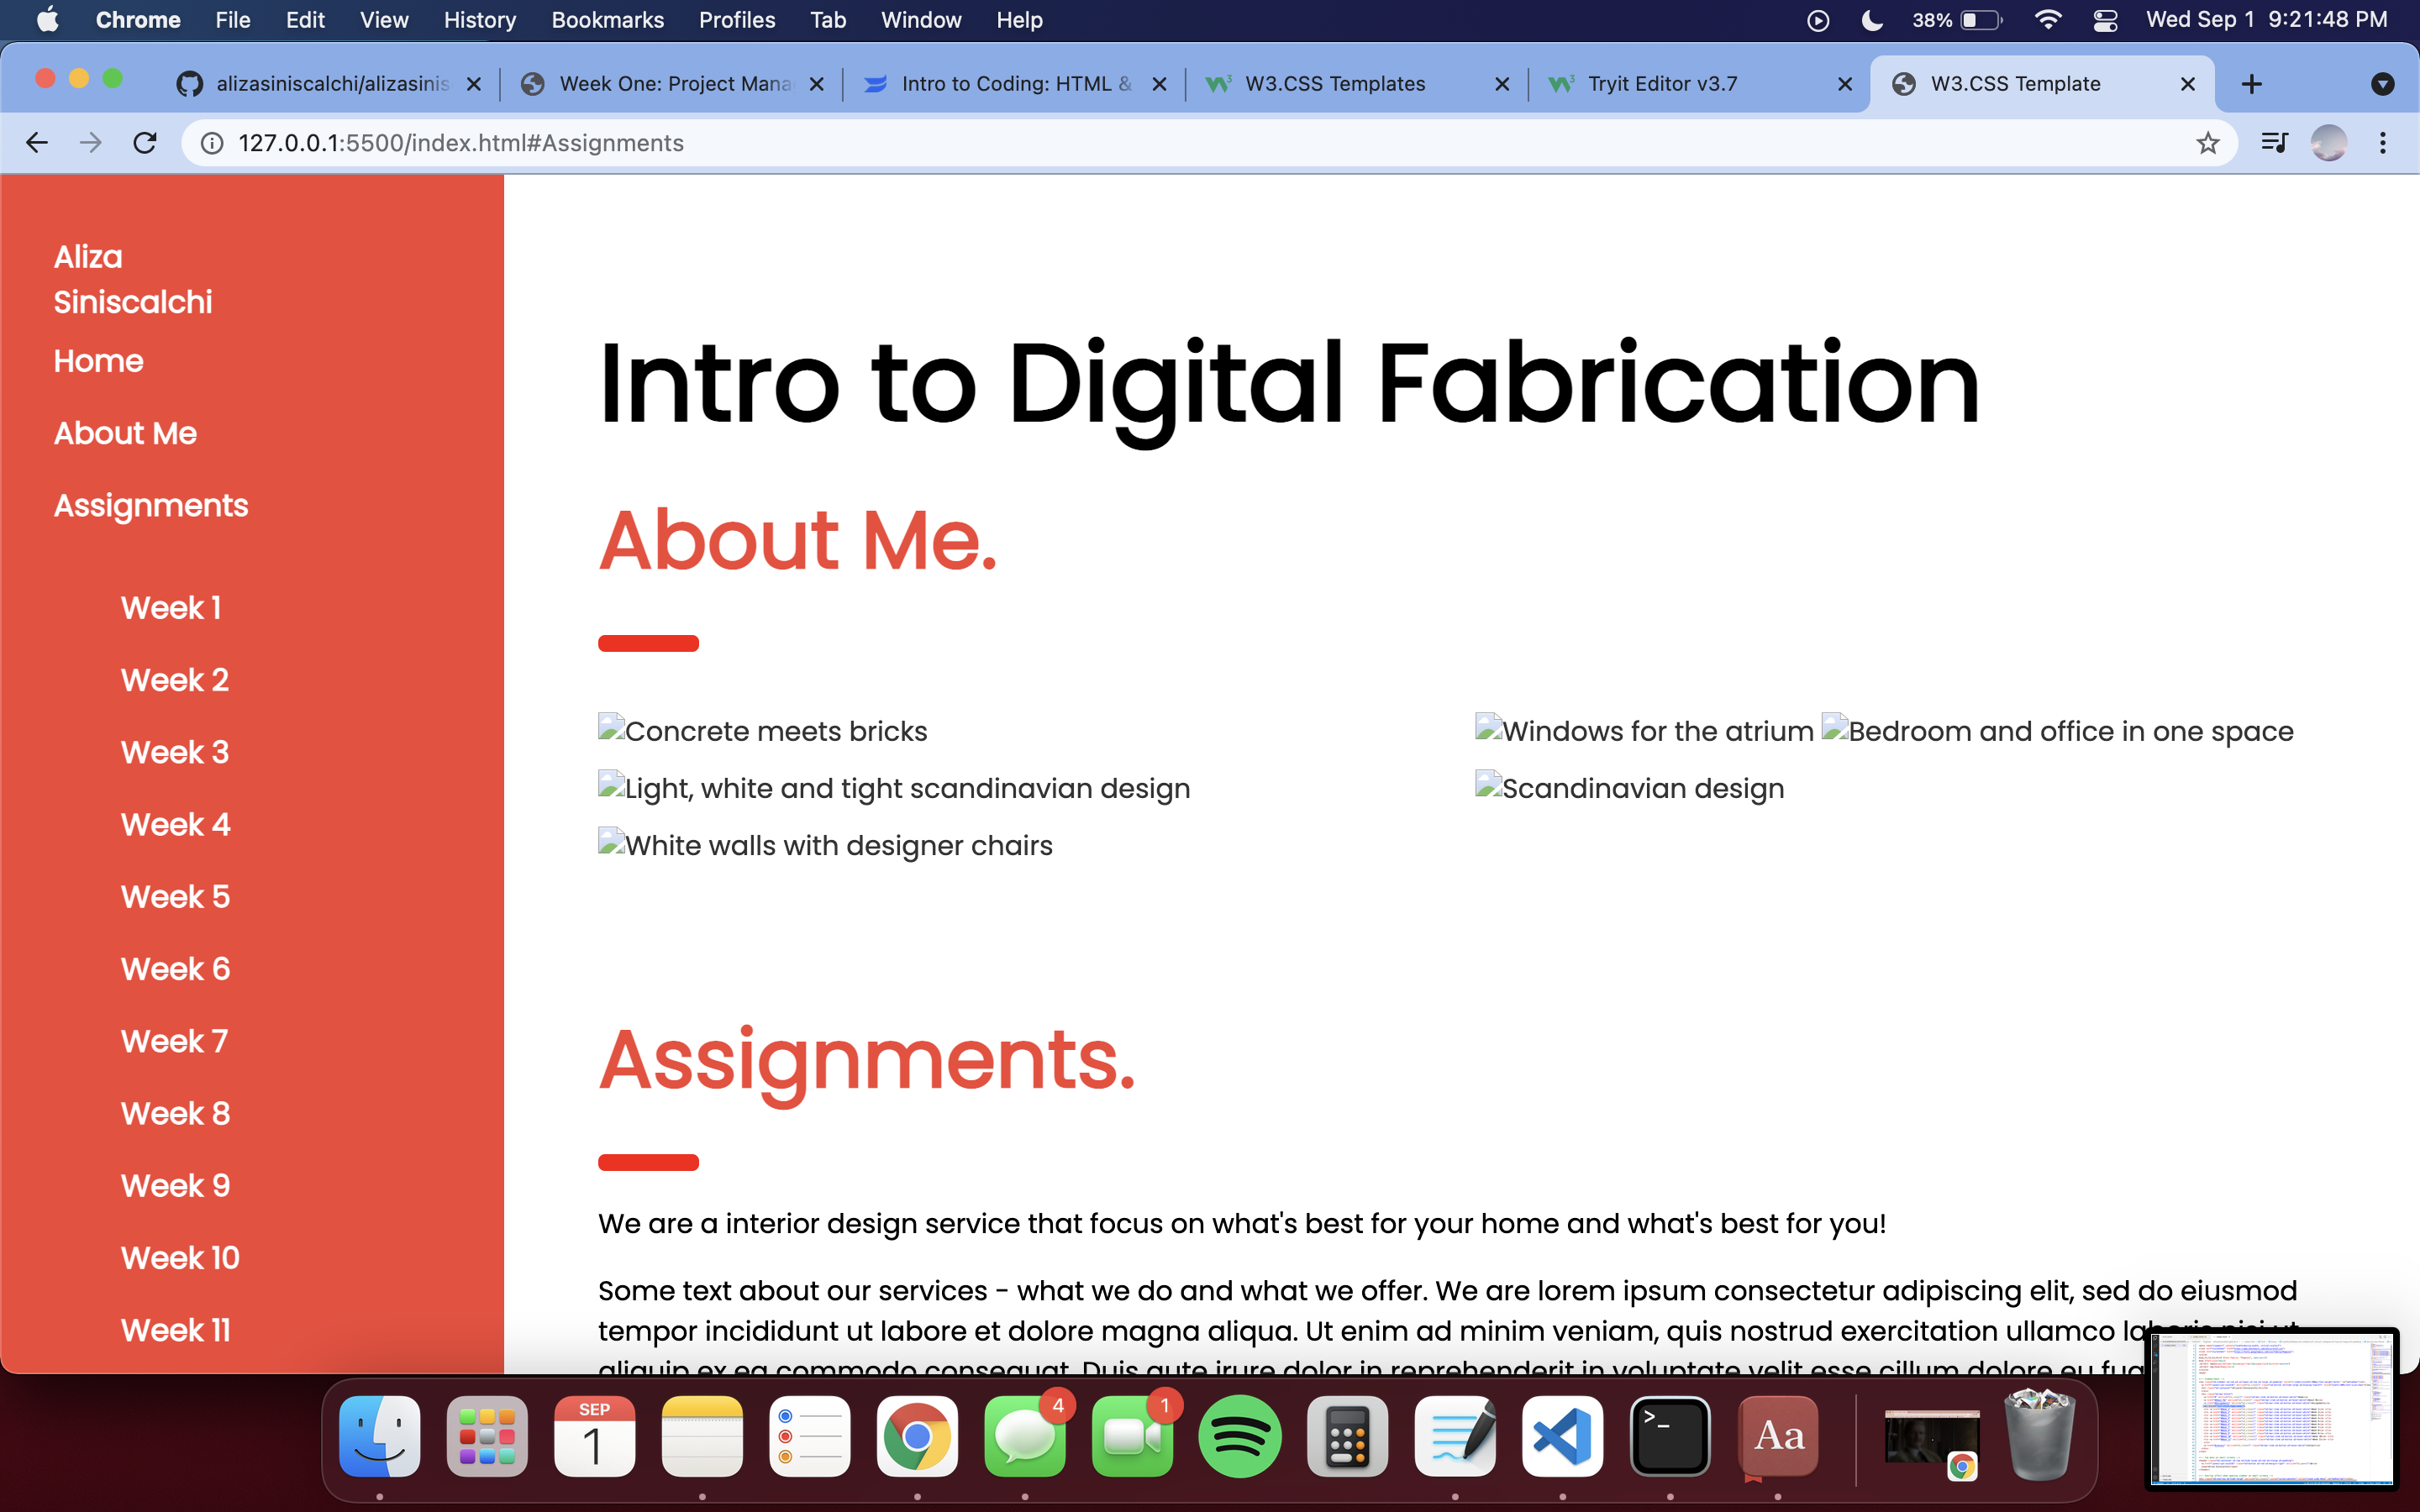 Chrome File Edit View History Bookmarks Profiles Tab Window Help 38% Wed Sep 1 9:21:48 PM
alizasiniscalchi/alizasinis Week One: Project Mana Intro to Coding: HTML & W3.CSS Templates Tryit Editor v3.7 W3.CSS Template
127.0.0.1:5500/index.html#Assignments
Aliza
Siniscalchi
Home
About Me
Assignments
Week 1
Week 2
Week 3
Week 4
Week 5
Week 6
Week 7
Week 8
Week 9
Week 10
Week 11
Intro to Digital Fabrication
About Me.
Concrete meets bricks
Light, white and tight scandinavian design
White walls with designer chairs
Windows for the atrium Bedroom and office in one space
Scandinavian design
Assignments.
We are a interior design service that focus on what's best for your home and what's best for you!
Some text about our services - what we do and what we offer. We are lorem ipsum consectetur adipiscing elit, sed do eiusmod
tempor incididunt ut labore et dolore magna aliqua. Ut enim ad minim veniam, quis nostrud exercitation ullamco laboris nisi ut
aliquip ex ea commodo consequat. Duis aute irure dolor in reprehenderit in voluptate velit esse cillum dolore eu
SEP
1
4
1
>_
Aa